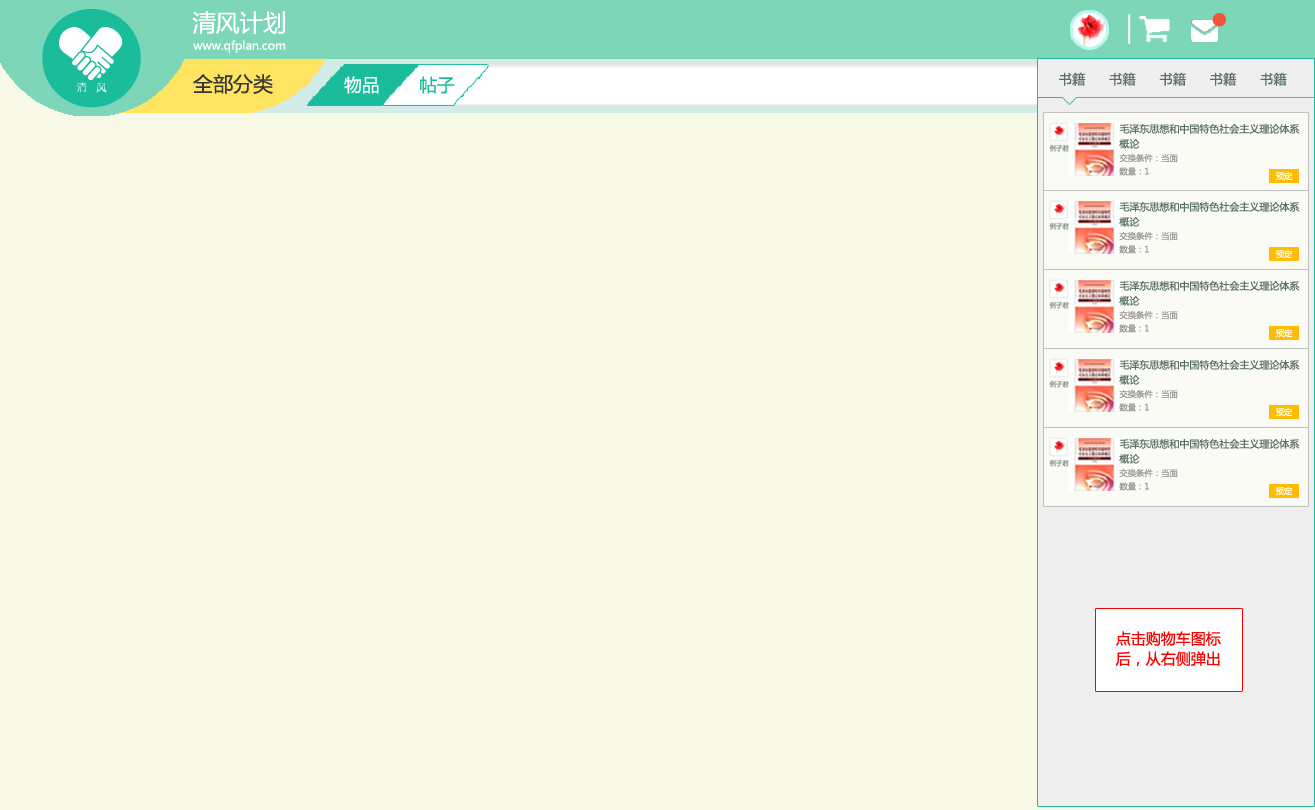 清风计划
www.qfplan.com
清 风
全部分类
物品
帖子
书籍 书籍 书籍 书籍 书籍
例子君
毛泽东思想和中国特色社会主义理论体系
概论
交换条件：当面
数量：1
预定
例子君
毛泽东思想和中国特色社会主义理论体系
概论
交换条件：当面
数量：1
预定
例子君
毛泽东思想和中国特色社会主义理论体系
概论
交换条件：当面
数量：1
预定
例子君
毛泽东思想和中国特色社会主义理论体系
概论
交换条件：当面
数量：1
预定
例子君
毛泽东思想和中国特色社会主义理论体系
概论
交换条件：当面
数量：1
预定
点击购物车图标
后，从右侧弹出